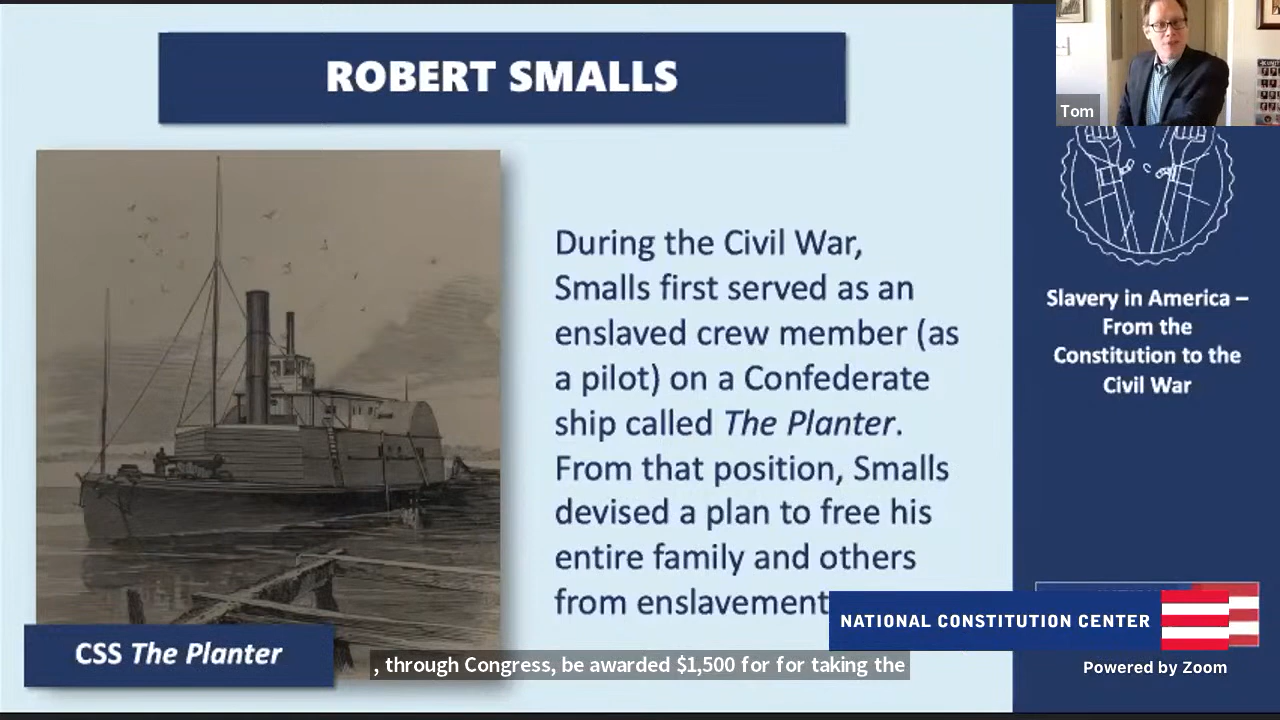 ROBERT SMALLS
During the Civil War,
Smalls first served as an
enslaved crew member (as
a pilot) on a Confederate
ship called The Planter.
From that position, Smalls
devised a plan to free his
entire family and others
from enslavement
CSS The Planter
, through Congress, be awarded $1,500 for for taking the
Tom
Slavery in America –
From the
Constitution to the
Civil War
NATIONAL CONSTITUTION CENTER
Powered by Zoom